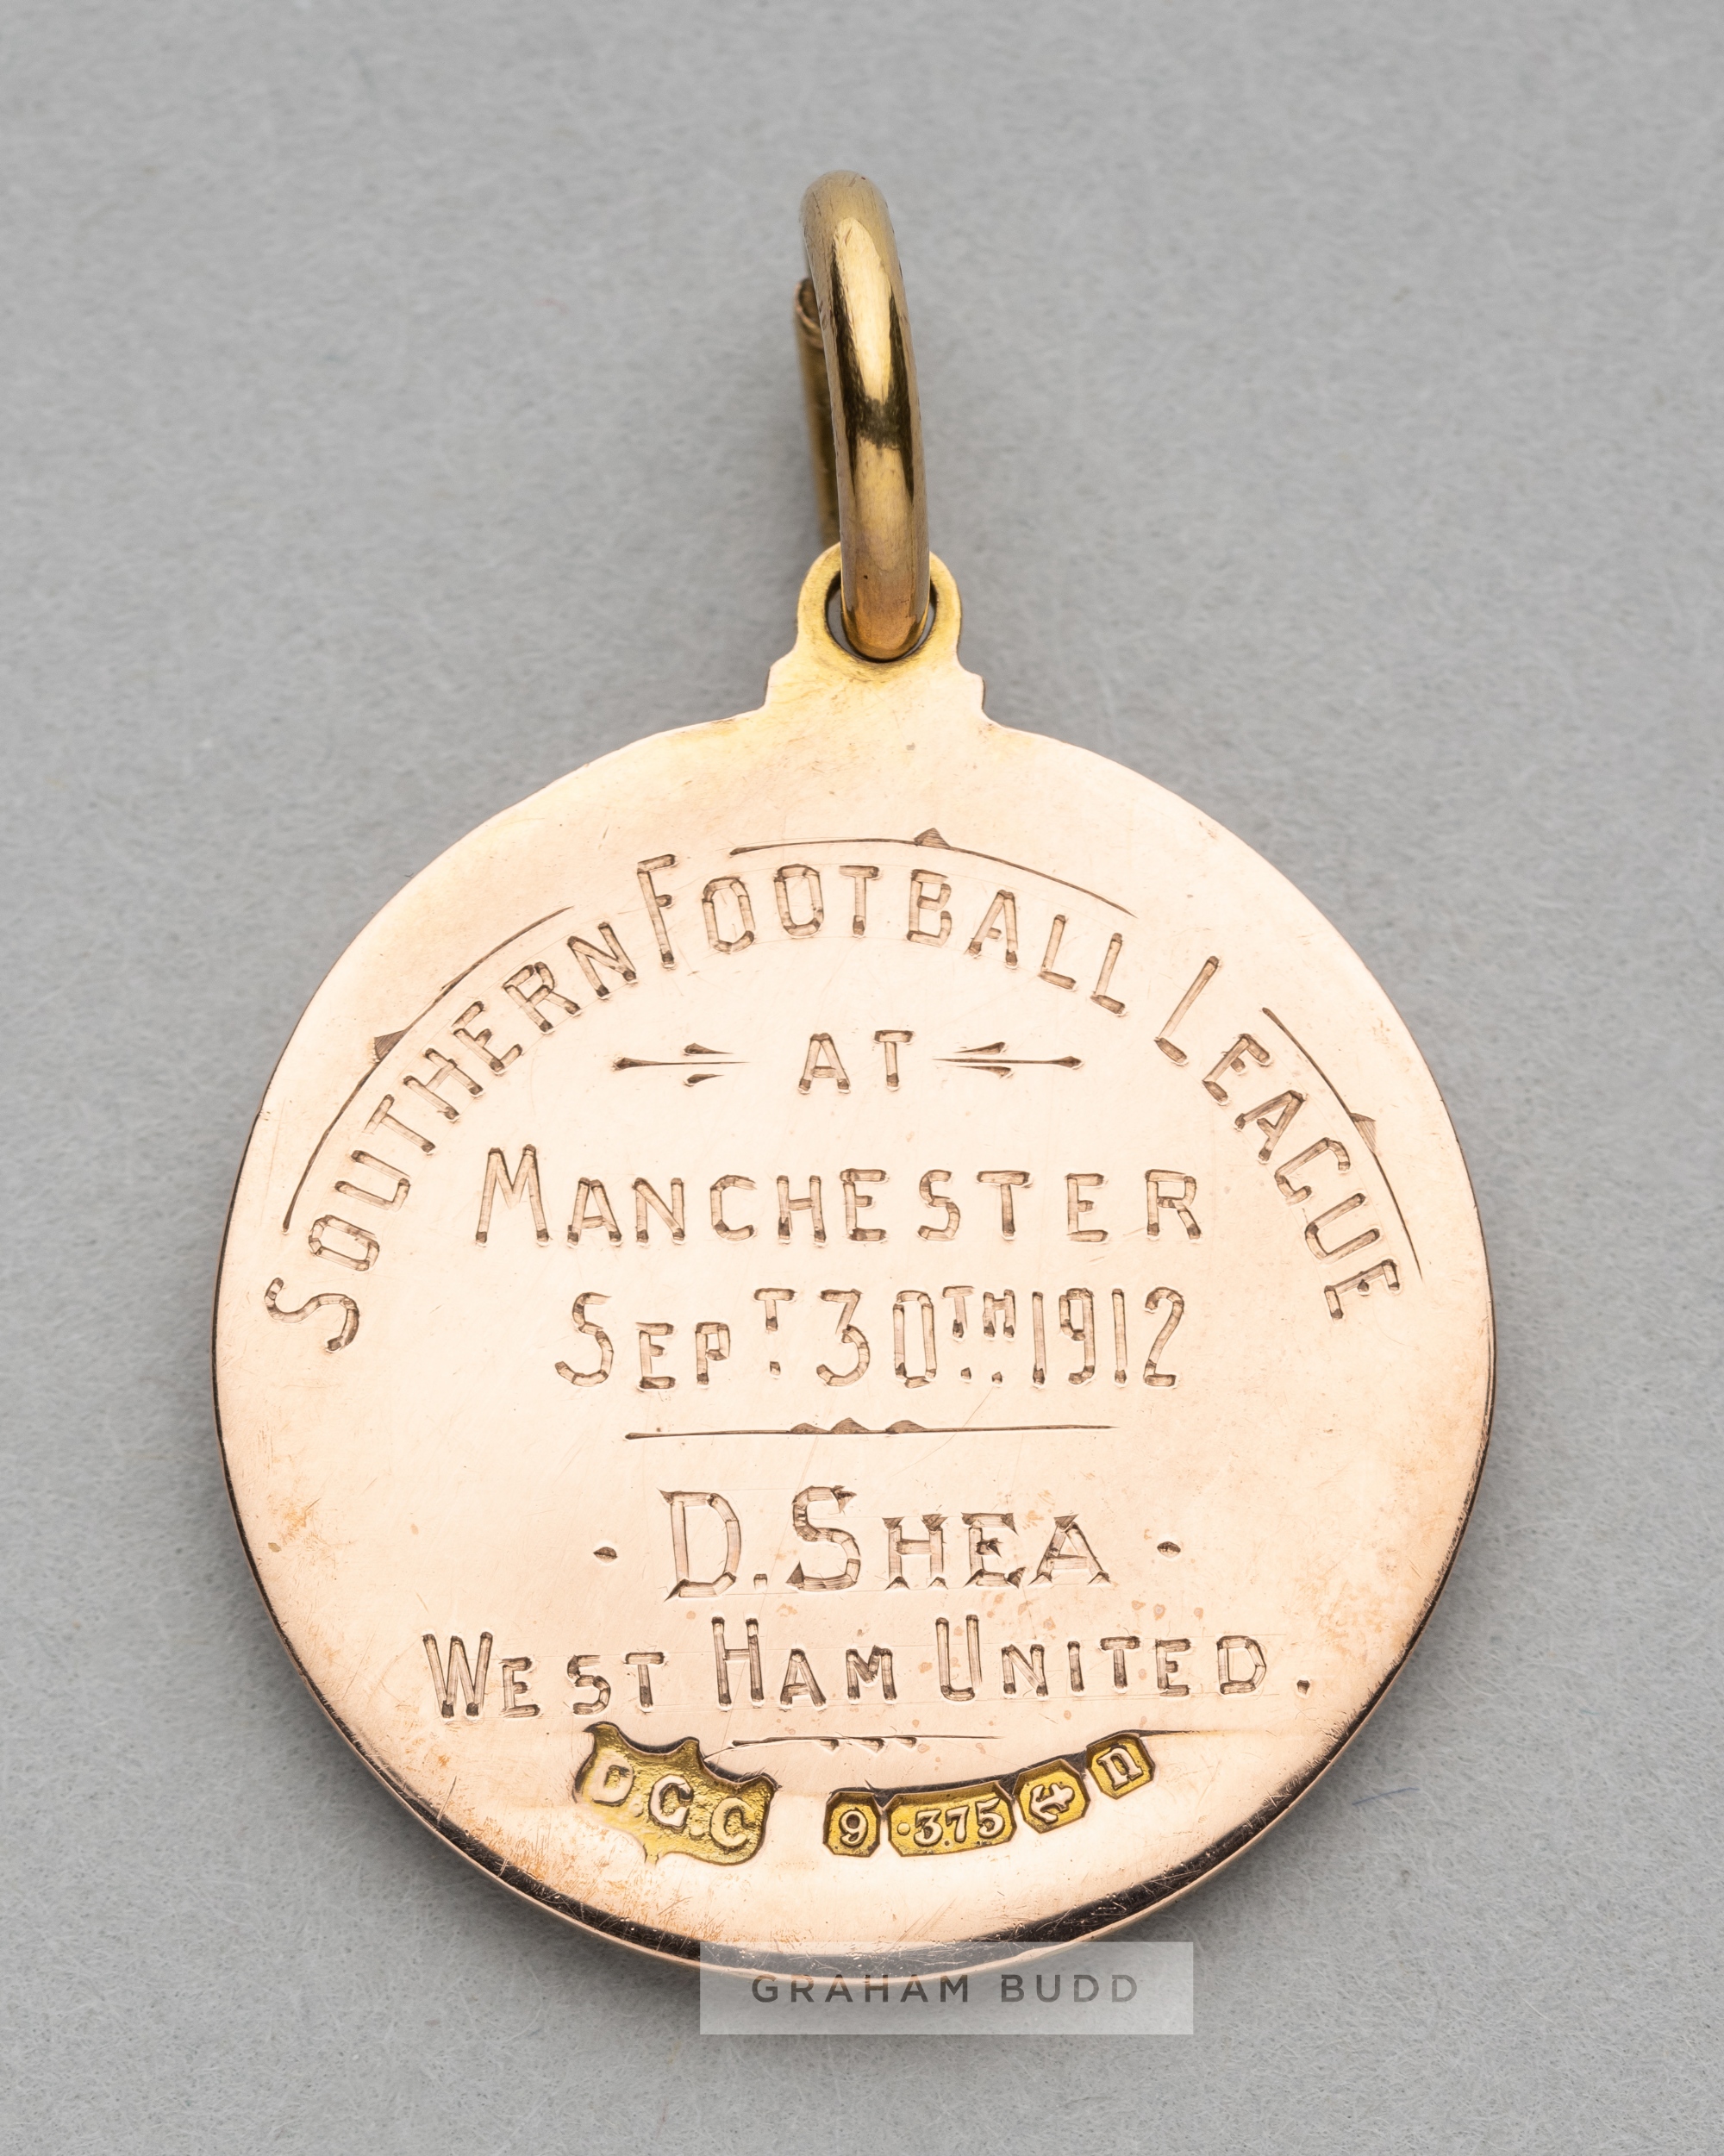 SOUTHERN FOOTBALL LEAGUE
AT
MANCHESTER
SEPT. 30TH. 1912
D. SHEA
WEST HAM UNITED.
D.G.C 9 .375 n
GRAHAM BUDD